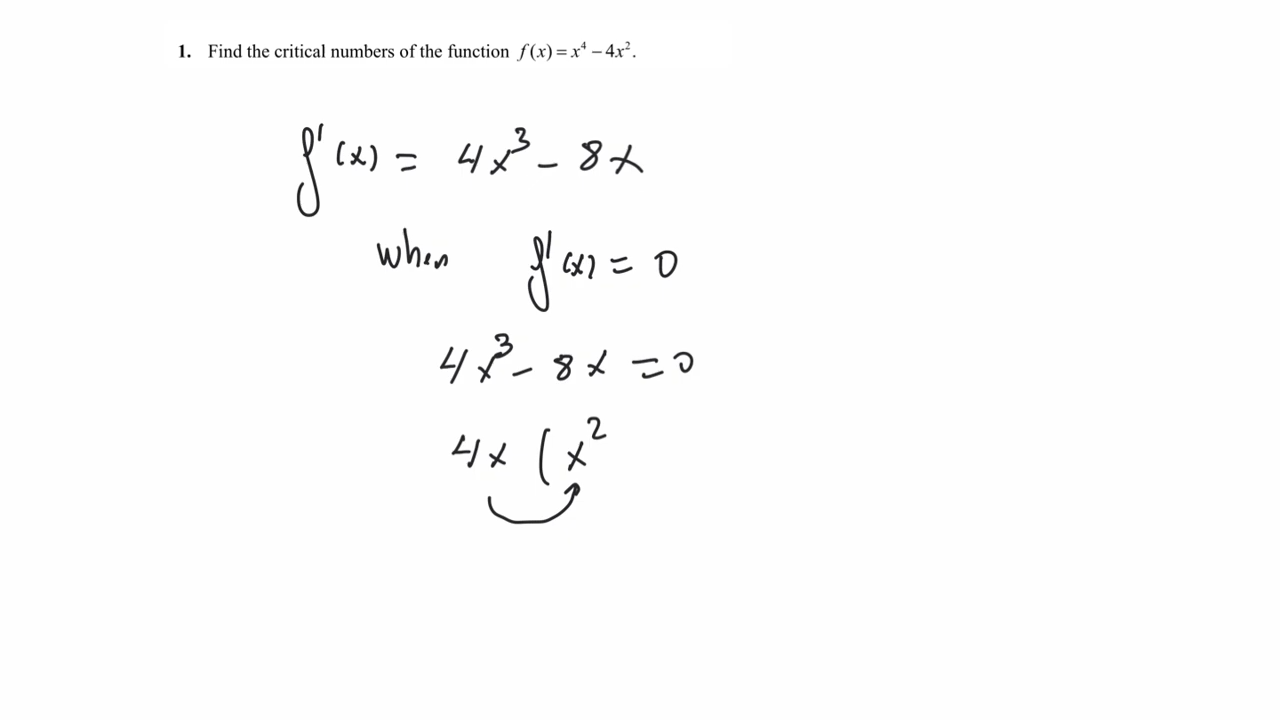 1. Find the critical numbers of the function f(x) = x⁴ − 4x².
f'(x) = 4x³ − 8x
when f'(x) = 0
4x³ − 8x = 0
4x (x²